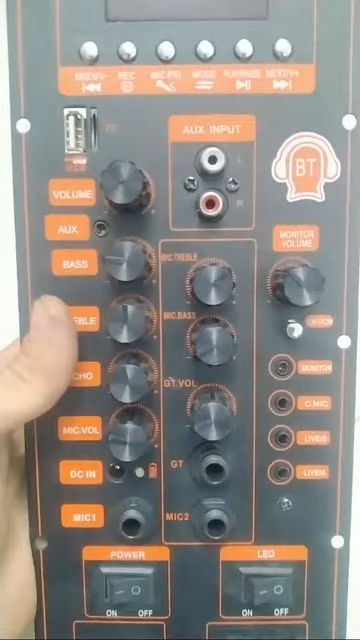 PREV/V-
REC
MIC.PRI
MODE
PLAY/PAUSE
NEXT/V+
TF
USB
AUX INPUT
L
R
BT
VOLUME
AUX
MONITOR
VOLUME
BASS
MIC.TREBLE
EBLE
MIC.BASS
CHO
GT.VOL
MONITOR
C.MIC
MIC.VOL
LIVE/B
DC IN
GT
LIVE/A
MIC1
MIC2
POWER
LED
ON
OFF
ON
OFF